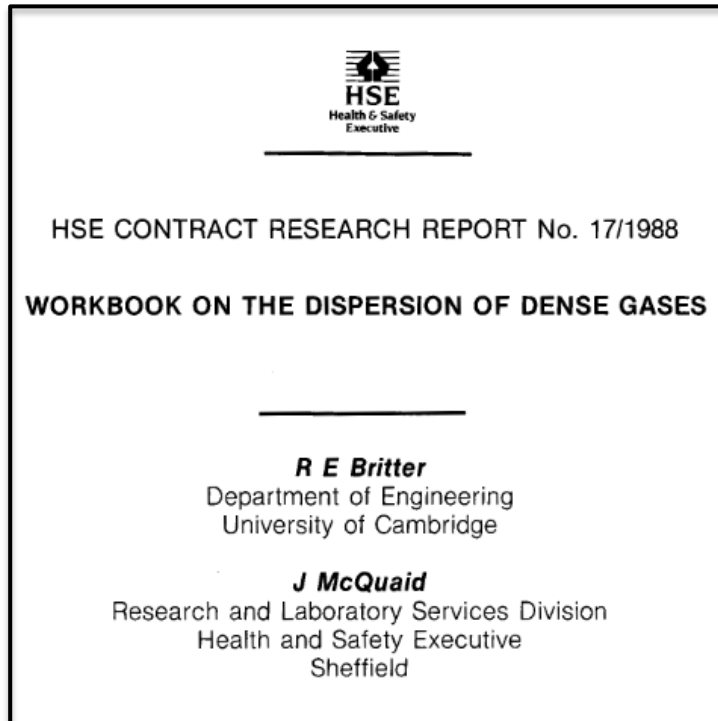 HSE
Health & Safety
Executive
HSE CONTRACT RESEARCH REPORT No. 17/1988
WORKBOOK ON THE DISPERSION OF DENSE GASES
R E Britter
Department of Engineering
University of Cambridge
J McQuaid
Research and Laboratory Services Division
Health and Safety Executive
Sheffield